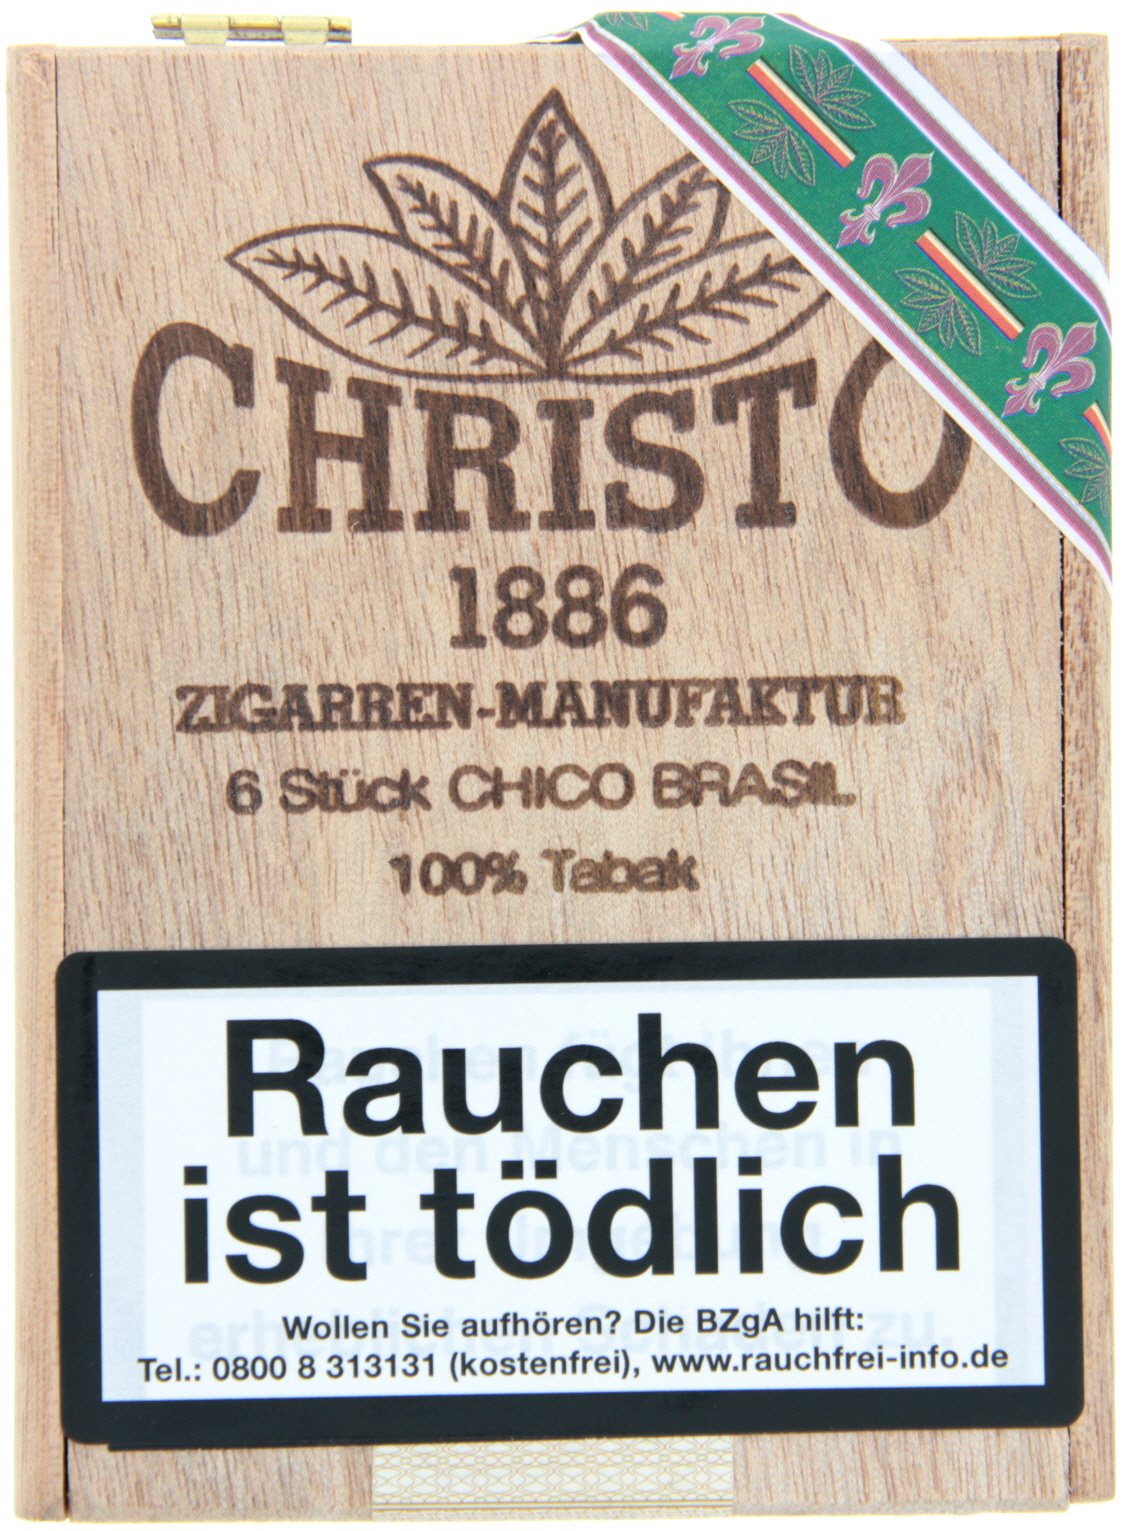 CHRISTO
1886
ZIGARREN-MANUFAKTUR
6 Stück CHICO BRASIL
100% Tabak
Rauchen
ist tödlich
Wollen Sie aufhören? Die BZgA hilft:
Tel.: 0800 8 313131 (kostenfrei), www.rauchfrei-info.de